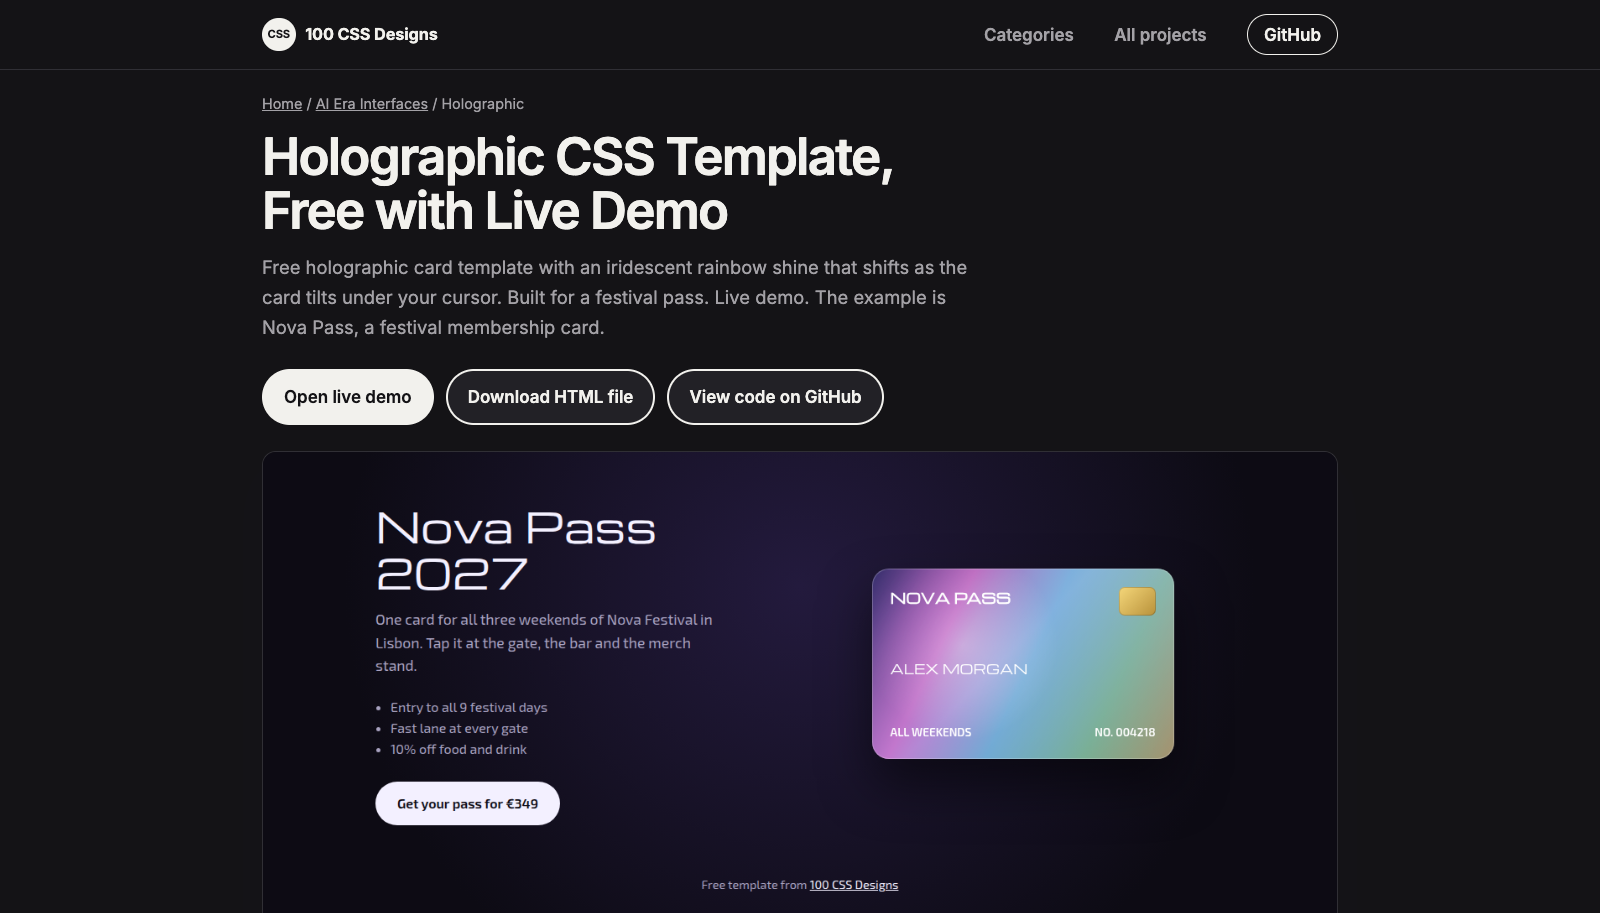 CSS 100 CSS Designs
Categories
All projects
GitHub
Home / AI Era Interfaces / Holographic
Holographic CSS Template,
Free with Live Demo
Free holographic card template with an iridescent rainbow shine that shifts as the
card tilts under your cursor. Built for a festival pass. Live demo. The example is
Nova Pass, a festival membership card.
Open live demo
Download HTML file
View code on GitHub
Nova Pass
2027
One card for all three weekends of Nova Festival in
Lisbon. Tap it at the gate, the bar and the merch
stand.
• Entry to all 9 festival days
• Fast lane at every gate
• 10% off food and drink
Get your pass for €349
NOVA PASS
ALEX MORGAN
ALL WEEKENDS
NO. 004218
Free template from 100 CSS Designs